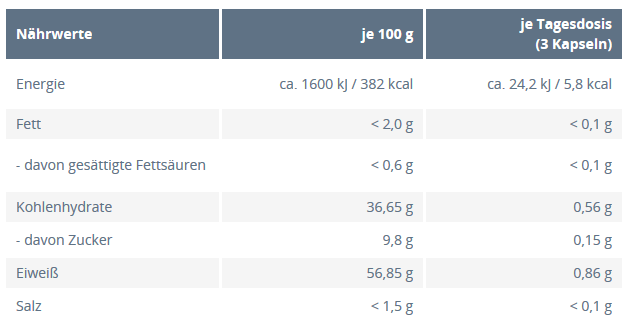 Nährwerte je 100 g je Tagesdosis
(3 Kapseln)
Energie ca. 1600 kJ / 382 kcal ca. 24,2 kJ / 5,8 kcal
Fett < 2,0 g < 0,1 g
- davon gesättigte Fettsäuren < 0,6 g < 0,1 g
Kohlenhydrate 36,65 g 0,56 g
- davon Zucker 9,8 g 0,15 g
Eiweiß 56,85 g 0,86 g
Salz < 1,5 g < 0,1 g